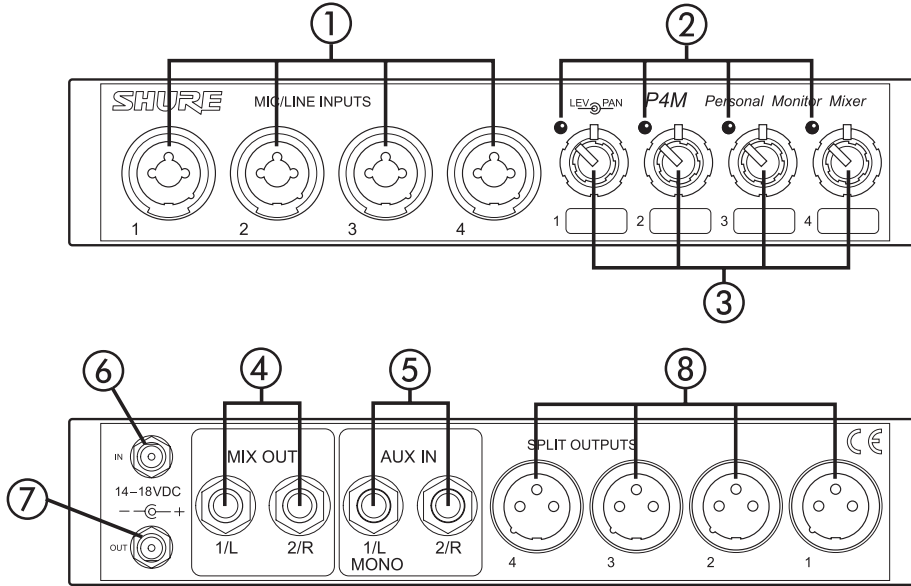 1 2
SHURE MIC/LINE INPUTS LEV PAN P4M Personal Monitor Mixer
1 2 3 4 1 2 3 4
3
6 4 5 8
IN MIX OUT AUX IN SPLIT OUTPUTS CE
14–18VDC
7 – +
OUT 1/L 2/R 1/L 2/R 4 3 2 1
MONO